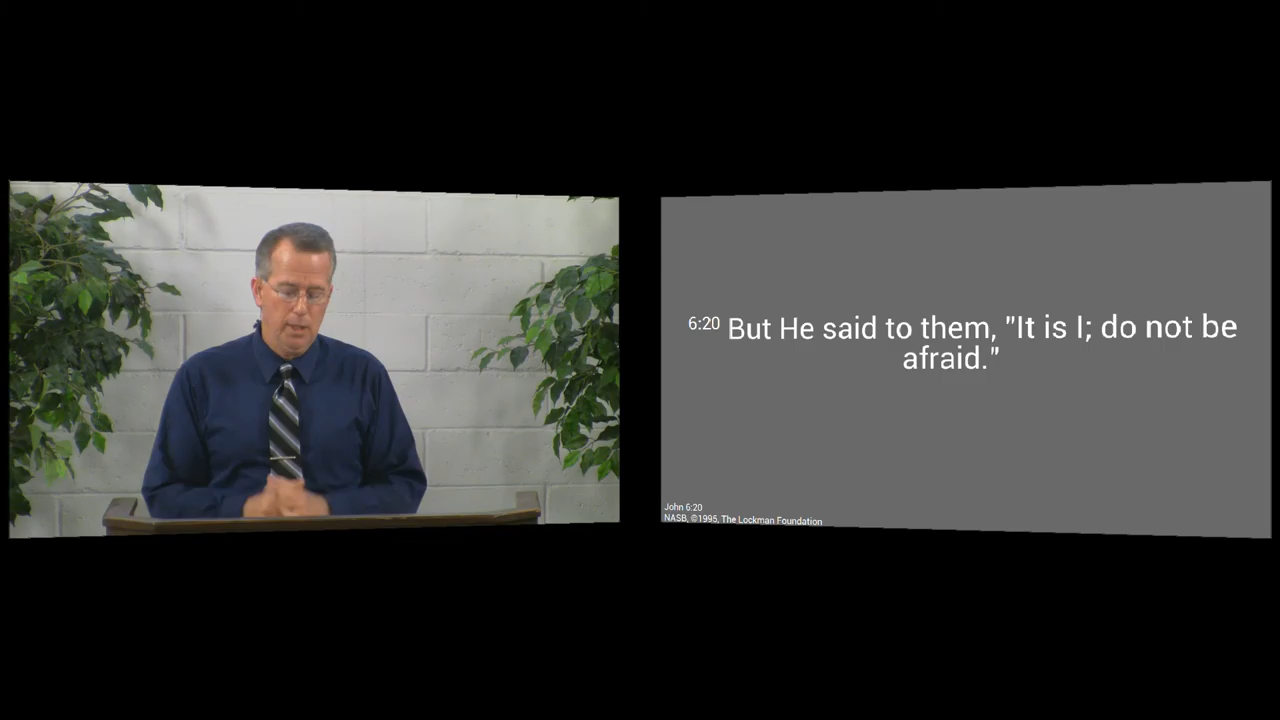 6:20 But He said to them, "It is I; do not be
afraid."
John 6:20
NASB, ©1995, The Lockman Foundation